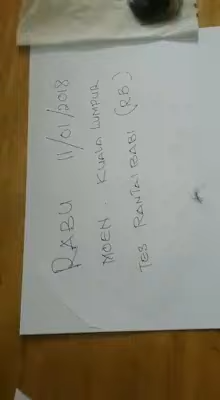 RABU 11/01/2018
MOEN. KUALA LUMPUR
TES RANTAI BABI (RB)